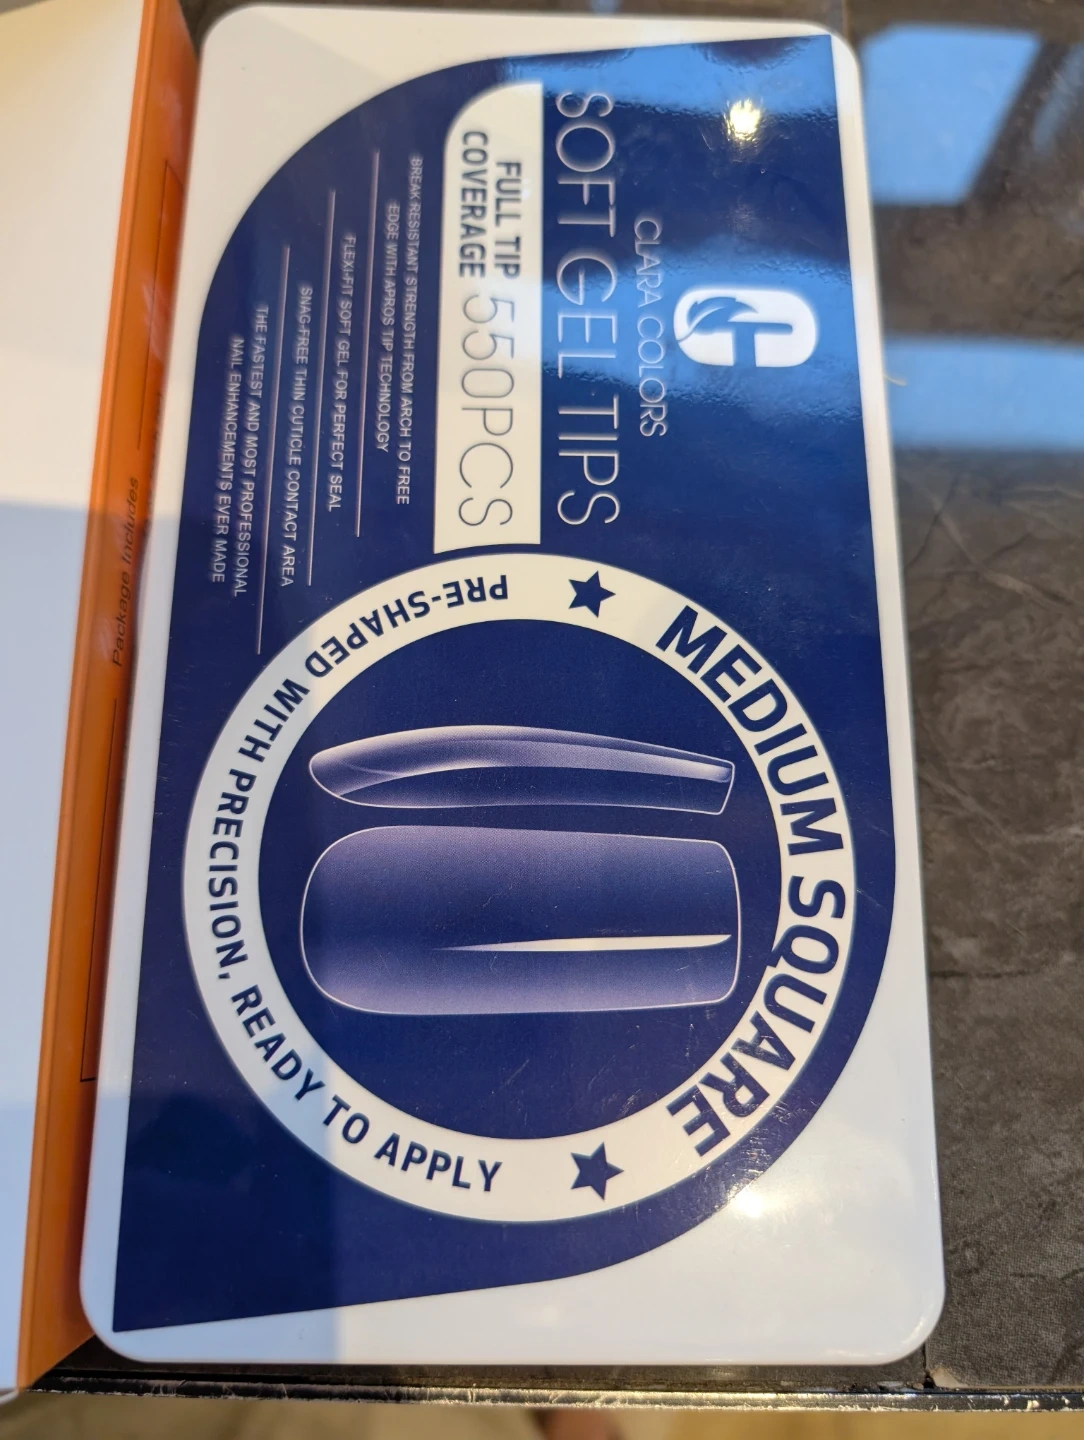 CLARA COLORS
SOFT GEL TIPS
FULL TIP
COVERAGE
550PCS
BREAK RESISTANT STRENGTH FROM ARCH TO FREE
EDGE WITH APROS TIP TECHNOLOGY
FLEXI-FIT SOFT GEL FOR PERFECT SEAL
SNAG-FREE THIN CUTICLE CONTACT AREA
THE FASTEST AND MOST PROFESSIONAL
NAIL ENHANCEMENTS EVER MADE
MEDIUM SQUARE
PRE-SHAPED WITH PRECISION, READY TO APPLY
Package includes